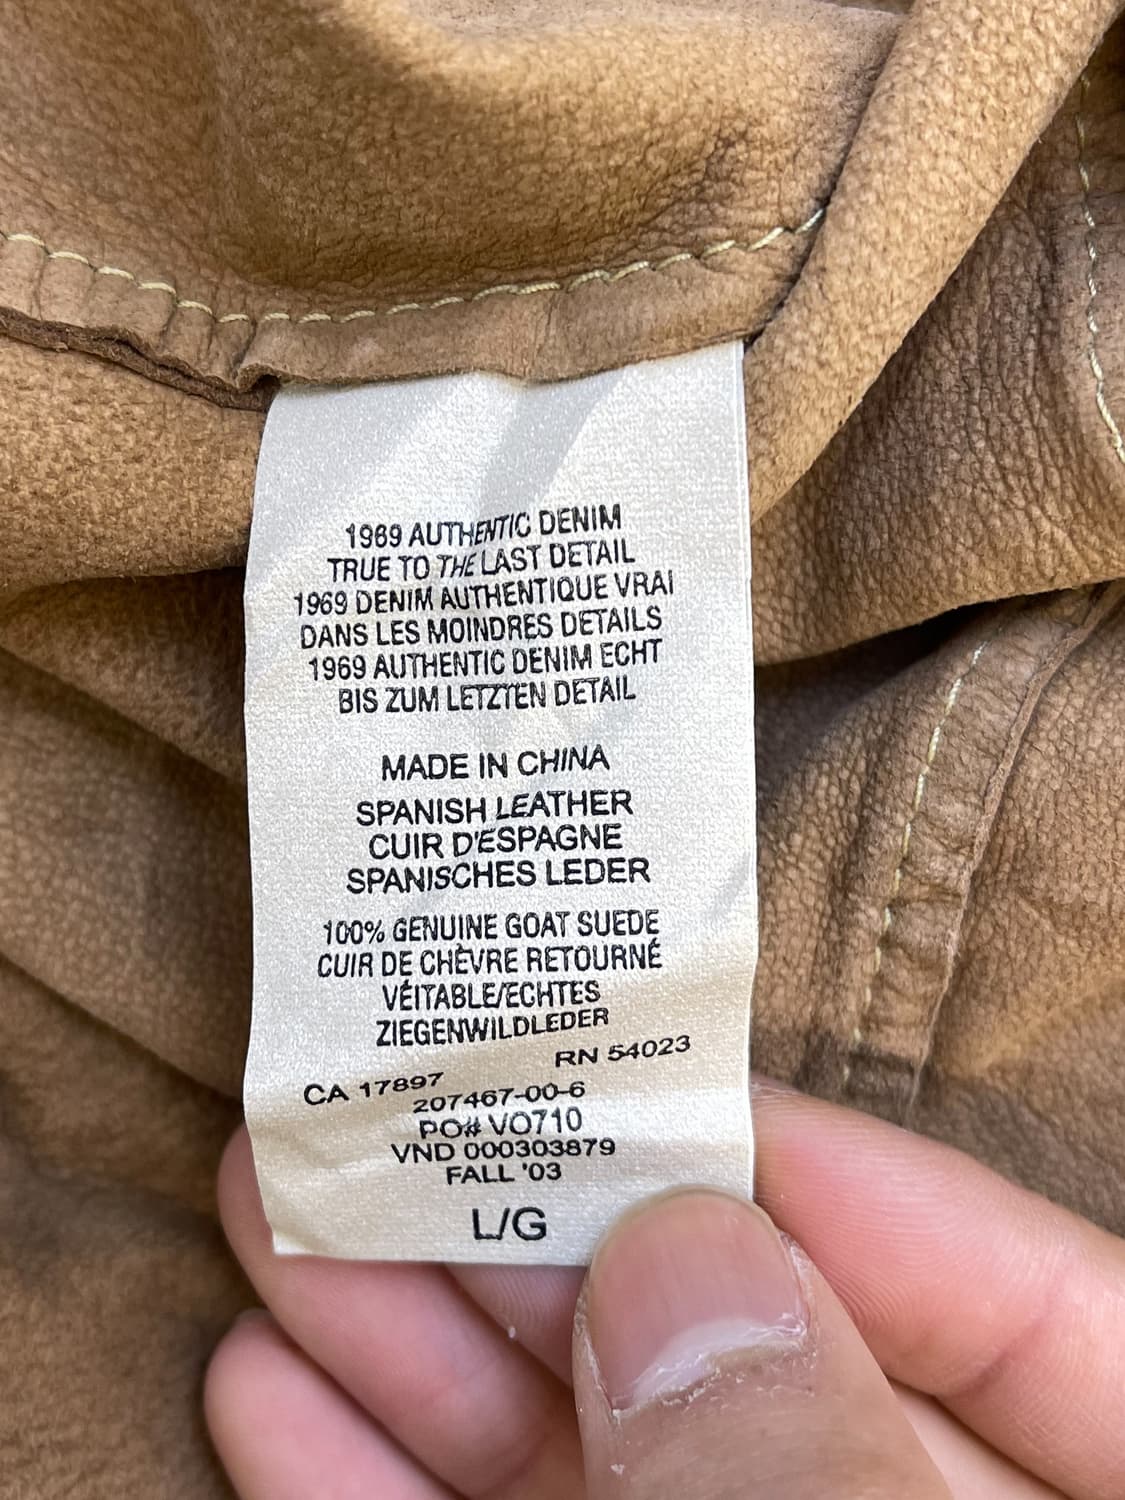 1969 AUTHENTIC DENIM
TRUE TO THE LAST DETAIL
1969 DENIM AUTHENTIQUE VRAI
DANS LES MOINDRES DETAILS
1969 AUTHENTIC DENIM ECHT
BIS ZUM LETZTEN DETAIL
MADE IN CHINA
SPANISH LEATHER
CUIR D'ESPAGNE
SPANISCHES LEDER
100% GENUINE GOAT SUEDE
CUIR DE CHÈVRE RETOURNÉ
VÉITABLE/ECHTES
ZIEGENWILDLEDER
RN 54023
CA 17897
207467-00-6
PO# VO710
VND 000303879
FALL '03
L/G